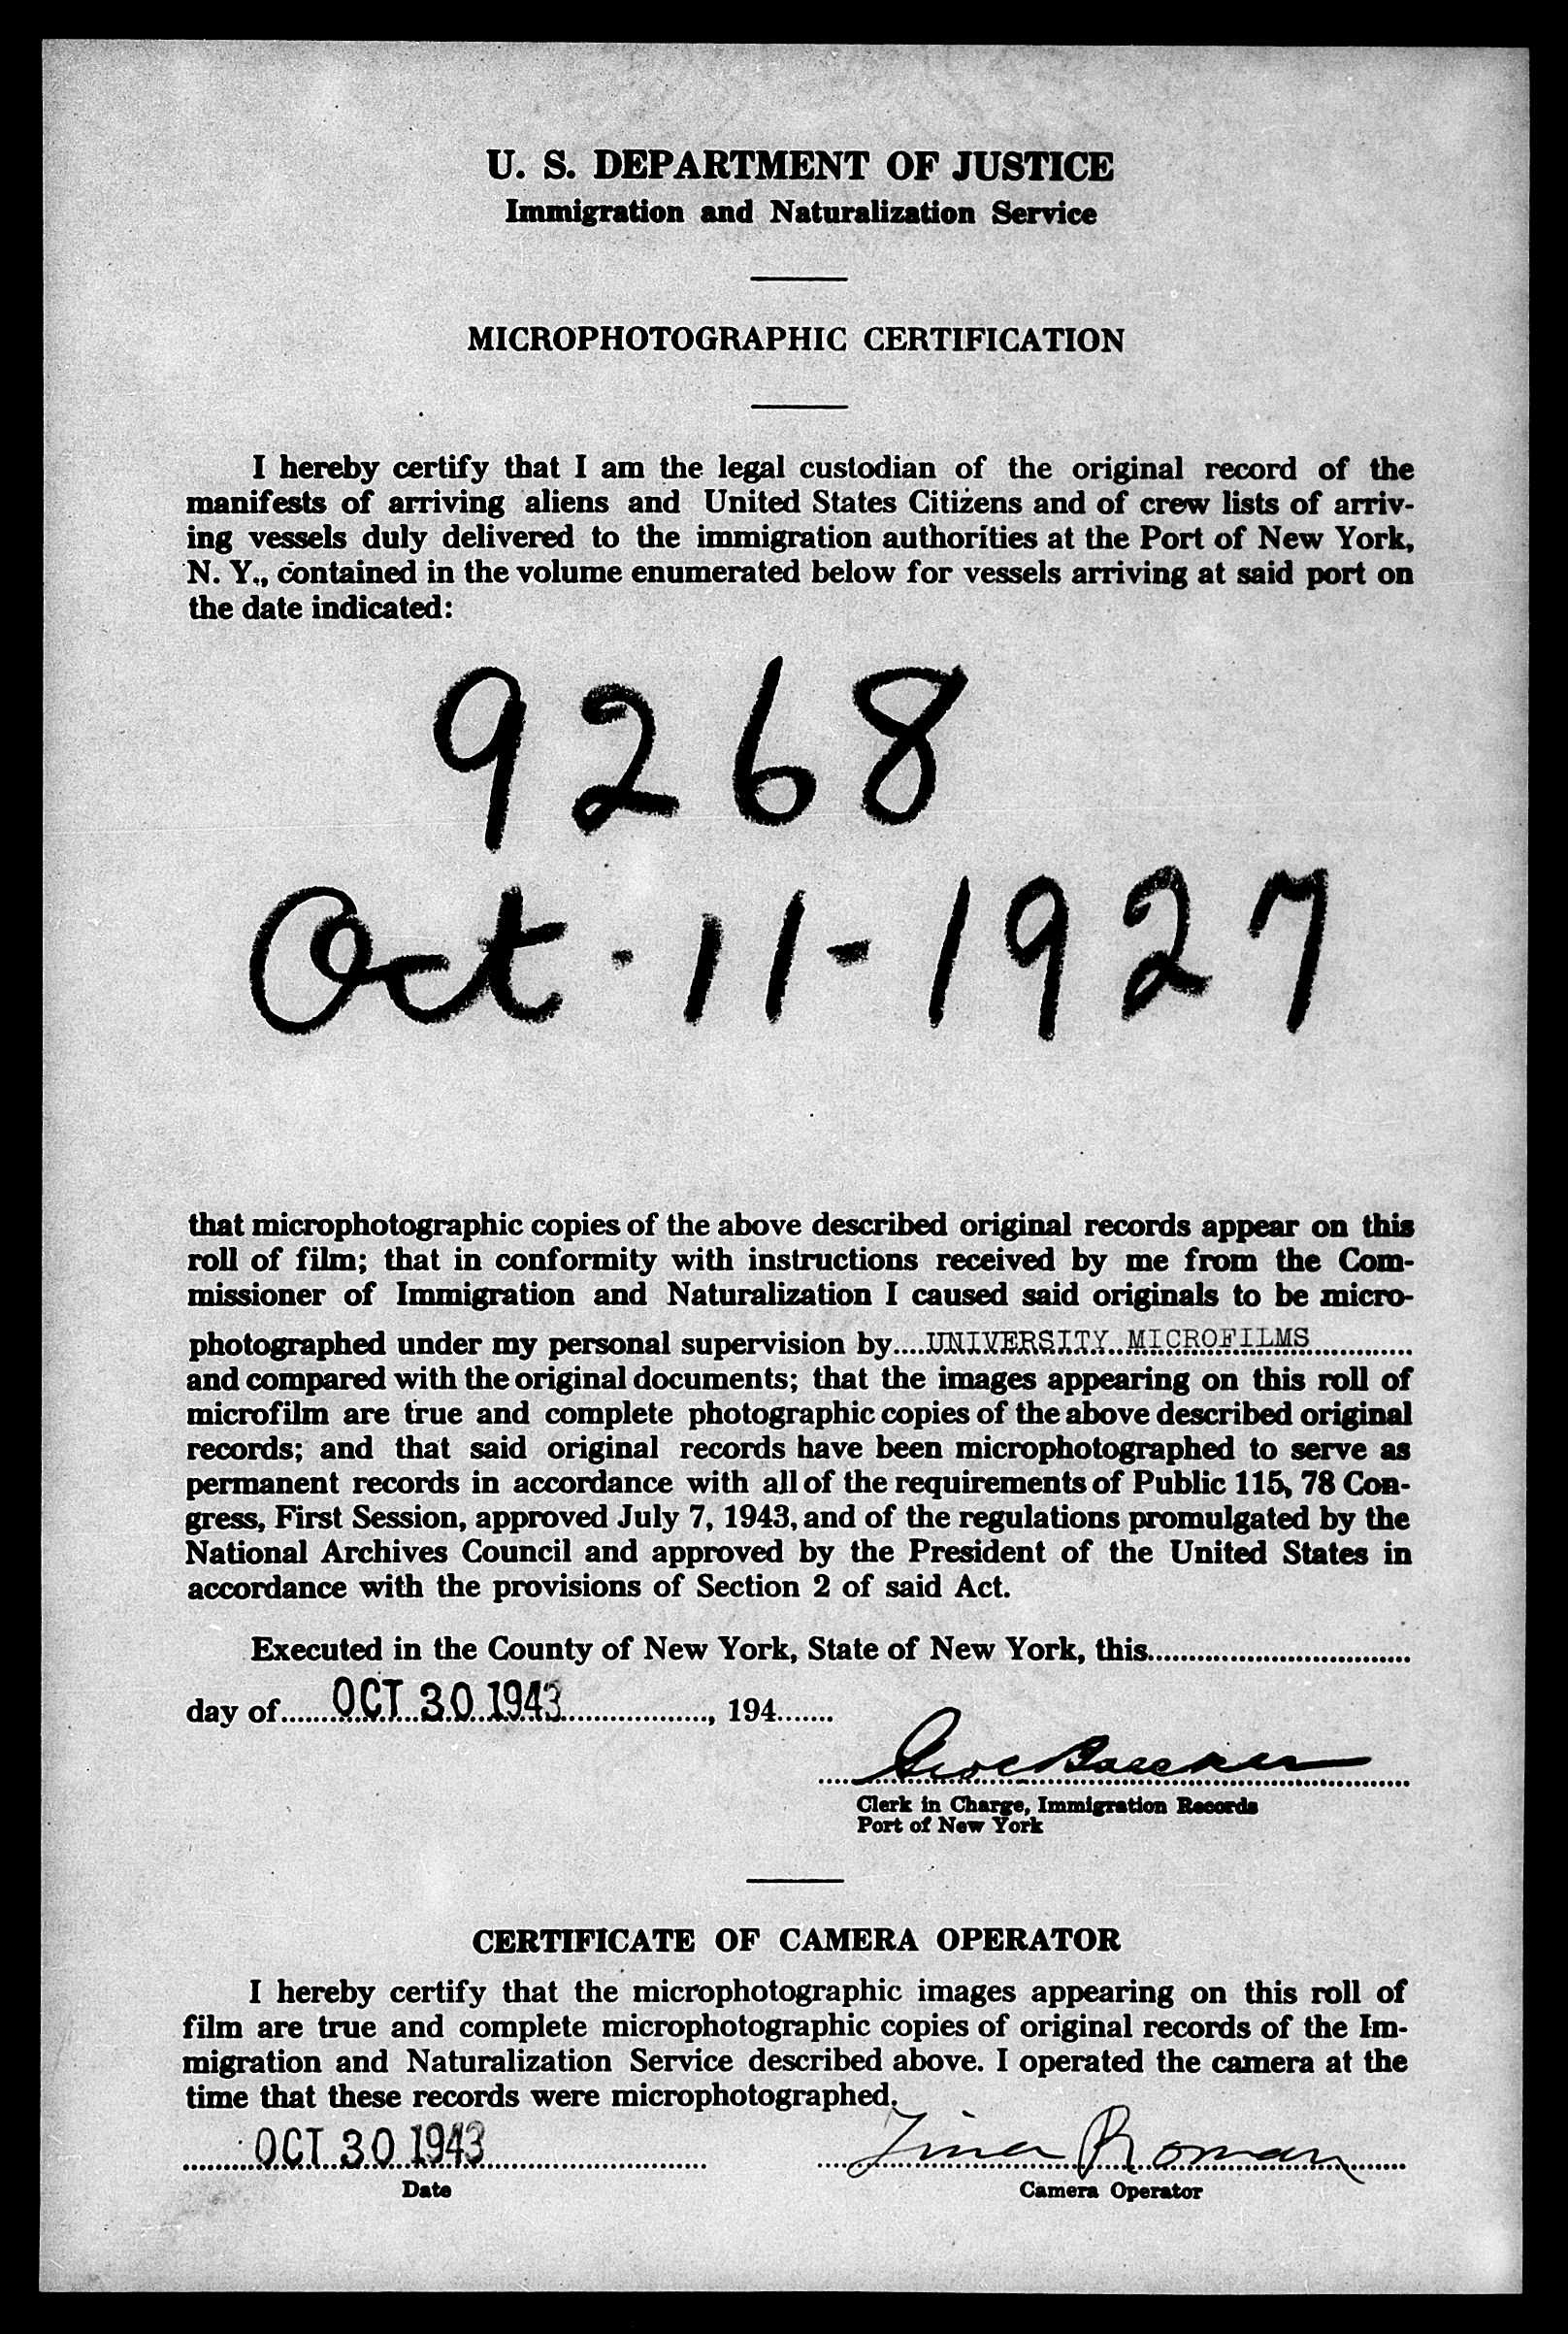 U. S. DEPARTMENT OF JUSTICE
Immigration and Naturalization Service
MICROPHOTOGRAPHIC CERTIFICATION
I hereby certify that I am the legal custodian of the original record of the
manifests of arriving aliens and United States Citizens and of crew lists of arriv-
ing vessels duly delivered to the immigration authorities at the Port of New York,
N. Y., contained in the volume enumerated below for vessels arriving at said port on
the date indicated:
9268
Oct-11-1927
that microphotographic copies of the above described original records appear on this
roll of film; that in conformity with instructions received by me from the Com-
missioner of Immigration and Naturalization I caused said originals to be micro-
photographed under my personal supervision by....UNIVERSITY MICROFILMS............
and compared with the original documents; that the images appearing on this roll of
microfilm are true and complete photographic copies of the above described original
records; and that said original records have been microphotographed to serve as
permanent records in accordance with all of the requirements of Public 115, 78 Con-
gress, First Session, approved July 7, 1943, and of the regulations promulgated by the
National Archives Council and approved by the President of the United States in
accordance with the provisions of Section 2 of said Act.
Executed in the County of New York, State of New York, this................................
day of......OCT 30 1943.................., 194.......
Clerk in Charge, Immigration Records
Port of New York
CERTIFICATE OF CAMERA OPERATOR
I hereby certify that the microphotographic images appearing on this roll of
film are true and complete microphotographic copies of original records of the Im-
migration and Naturalization Service described above. I operated the camera at the
time that these records were microphotographed.
OCT 30 1943
Roman
Date
Camera Operator